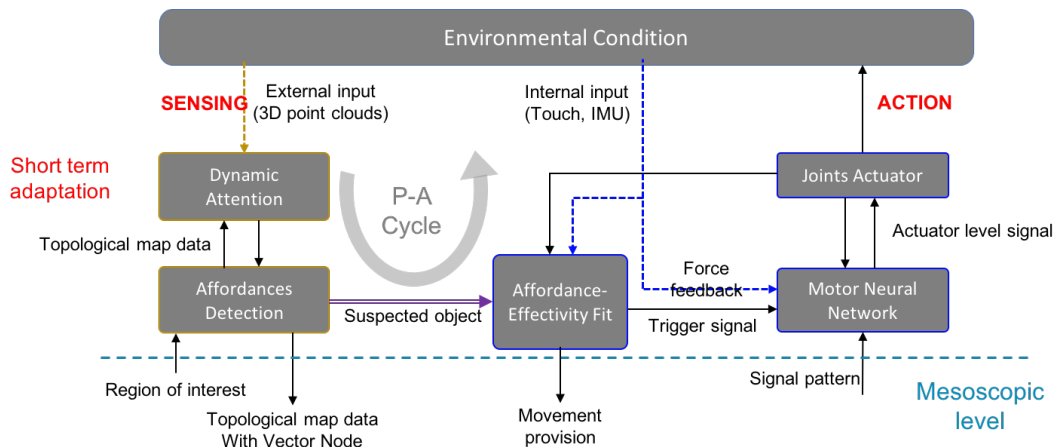 Environmental Condition
SENSING
External input
(3D point clouds)
Internal input
(Touch, IMU)
ACTION
Short term
adaptation
Dynamic
Attention
P-A
Cycle
Joints Actuator
Topological map data
Actuator level signal
Affordances
Detection
Suspected object
Affordance-
Effectivity Fit
Force
feedback
Trigger signal
Motor Neural
Network
Region of interest
Signal pattern
Mesoscopic
level
Topological map data
With Vector Node
Movement
provision